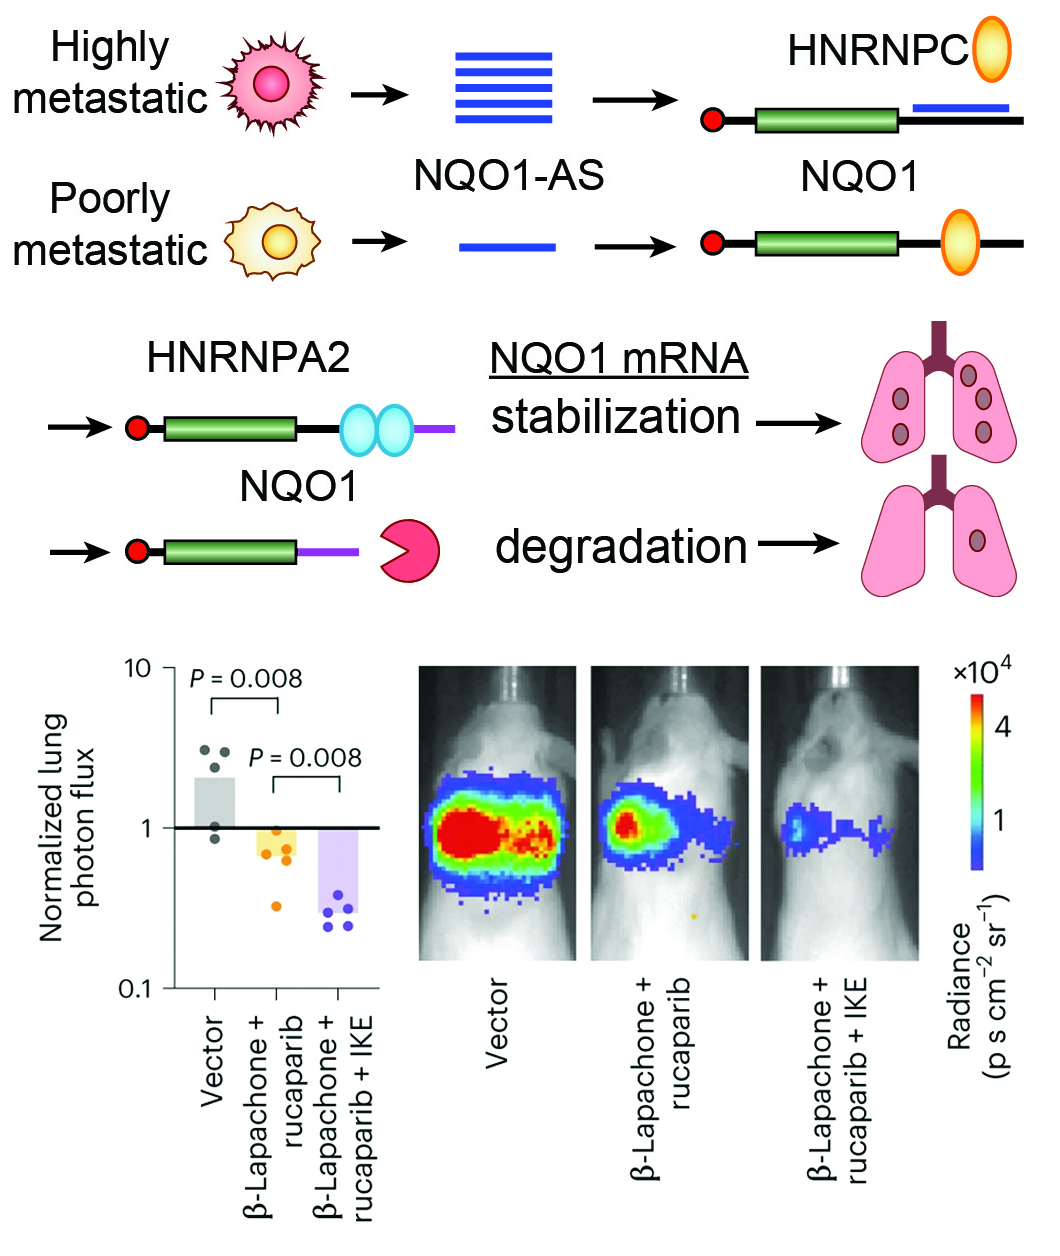 Highly
metastatic
HNRNPC
NQO1-AS
NQO1
Poorly
metastatic
HNRNPA2
NQO1 mRNA
stabilization
NQO1
degradation
10
1
0.1
Normalized lung
photon flux
P = 0.008
P = 0.008
Vector
β-Lapachone +
rucaparib
β-Lapachone +
rucaparib + IKE
Vector
β-Lapachone +
rucaparib
β-Lapachone +
rucaparib + IKE
×10⁴
4
1
Radiance
(p s cm⁻² sr⁻¹)